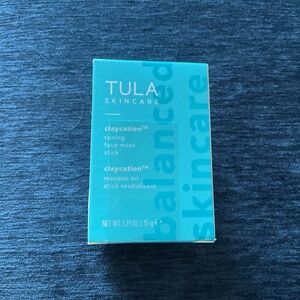 TULA
SKINCARE
claycation™
toning
face mask
stick
claycation™
masque en
stick revitalisant
NET WT. 1.23 OZ / 35 g ℮
balanced
skincare